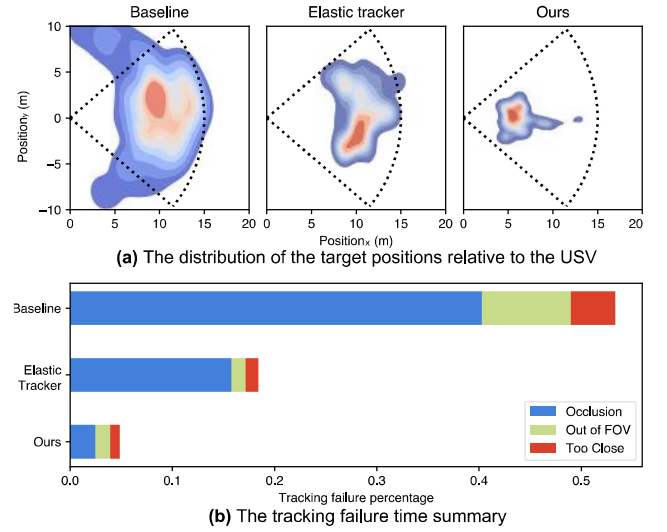 Baseline Elastic tracker Ours
10
5
0
−5
−10
Position_y (m)
0 5 10 15 20 0 5 10 15 20 0 5 10 15 20
Position_x (m)
(a) The distribution of the target positions relative to the USV
Baseline
Elastic
Tracker
Ours
Occlusion
Out of FOV
Too Close
0.0 0.1 0.2 0.3 0.4 0.5
Tracking failure percentage
(b) The tracking failure time summary